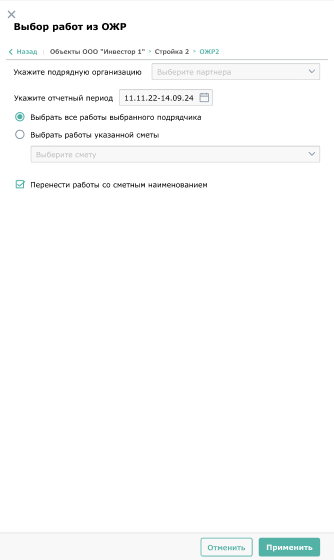 Выбор работ из ОЖР
Назад Объекты ООО "Инвестор 1" • Стройка 2 • ОЖР2
Укажите подрядную организацию Выберите партнера
Укажите отчетный период 11.11.22-14.09.24
Выбрать все работы выбранного подрядчика
Выбрать работы указанной сметы
Выберите смету
Перенести работы со сметным наименованием
Отменить Применить